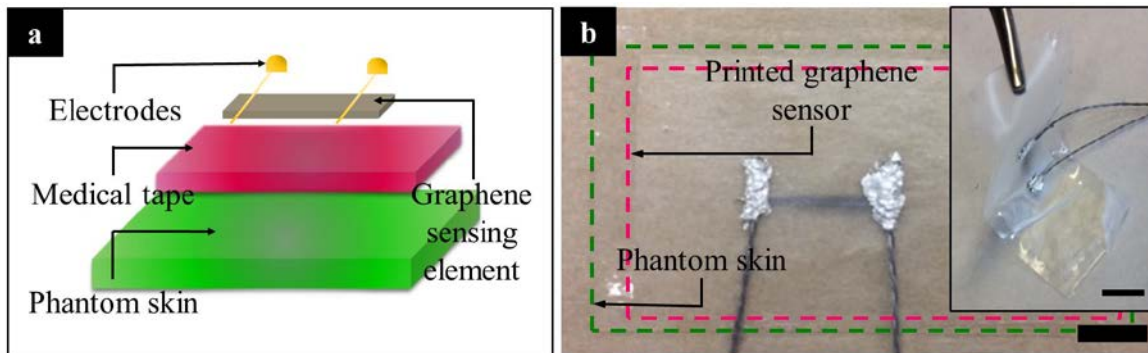 a
Electrodes
Medical tape
Phantom skin
Graphene
sensing
element
b
Printed graphene
sensor
Phantom skin